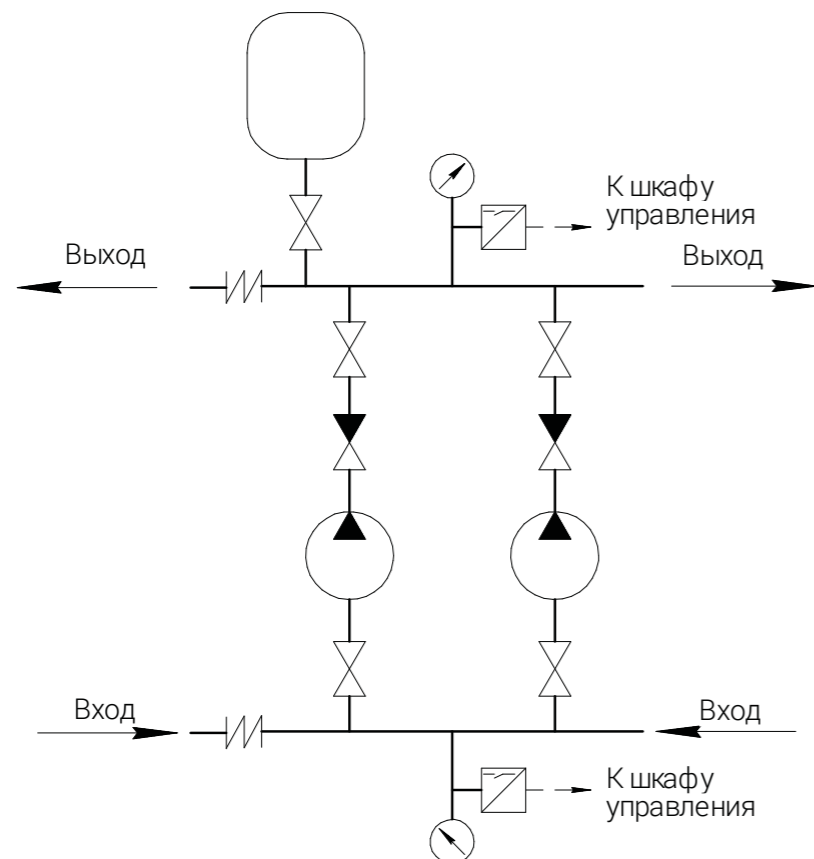 К шкафу
управления
Выход
Выход
Вход
Вход
К шкафу
управления